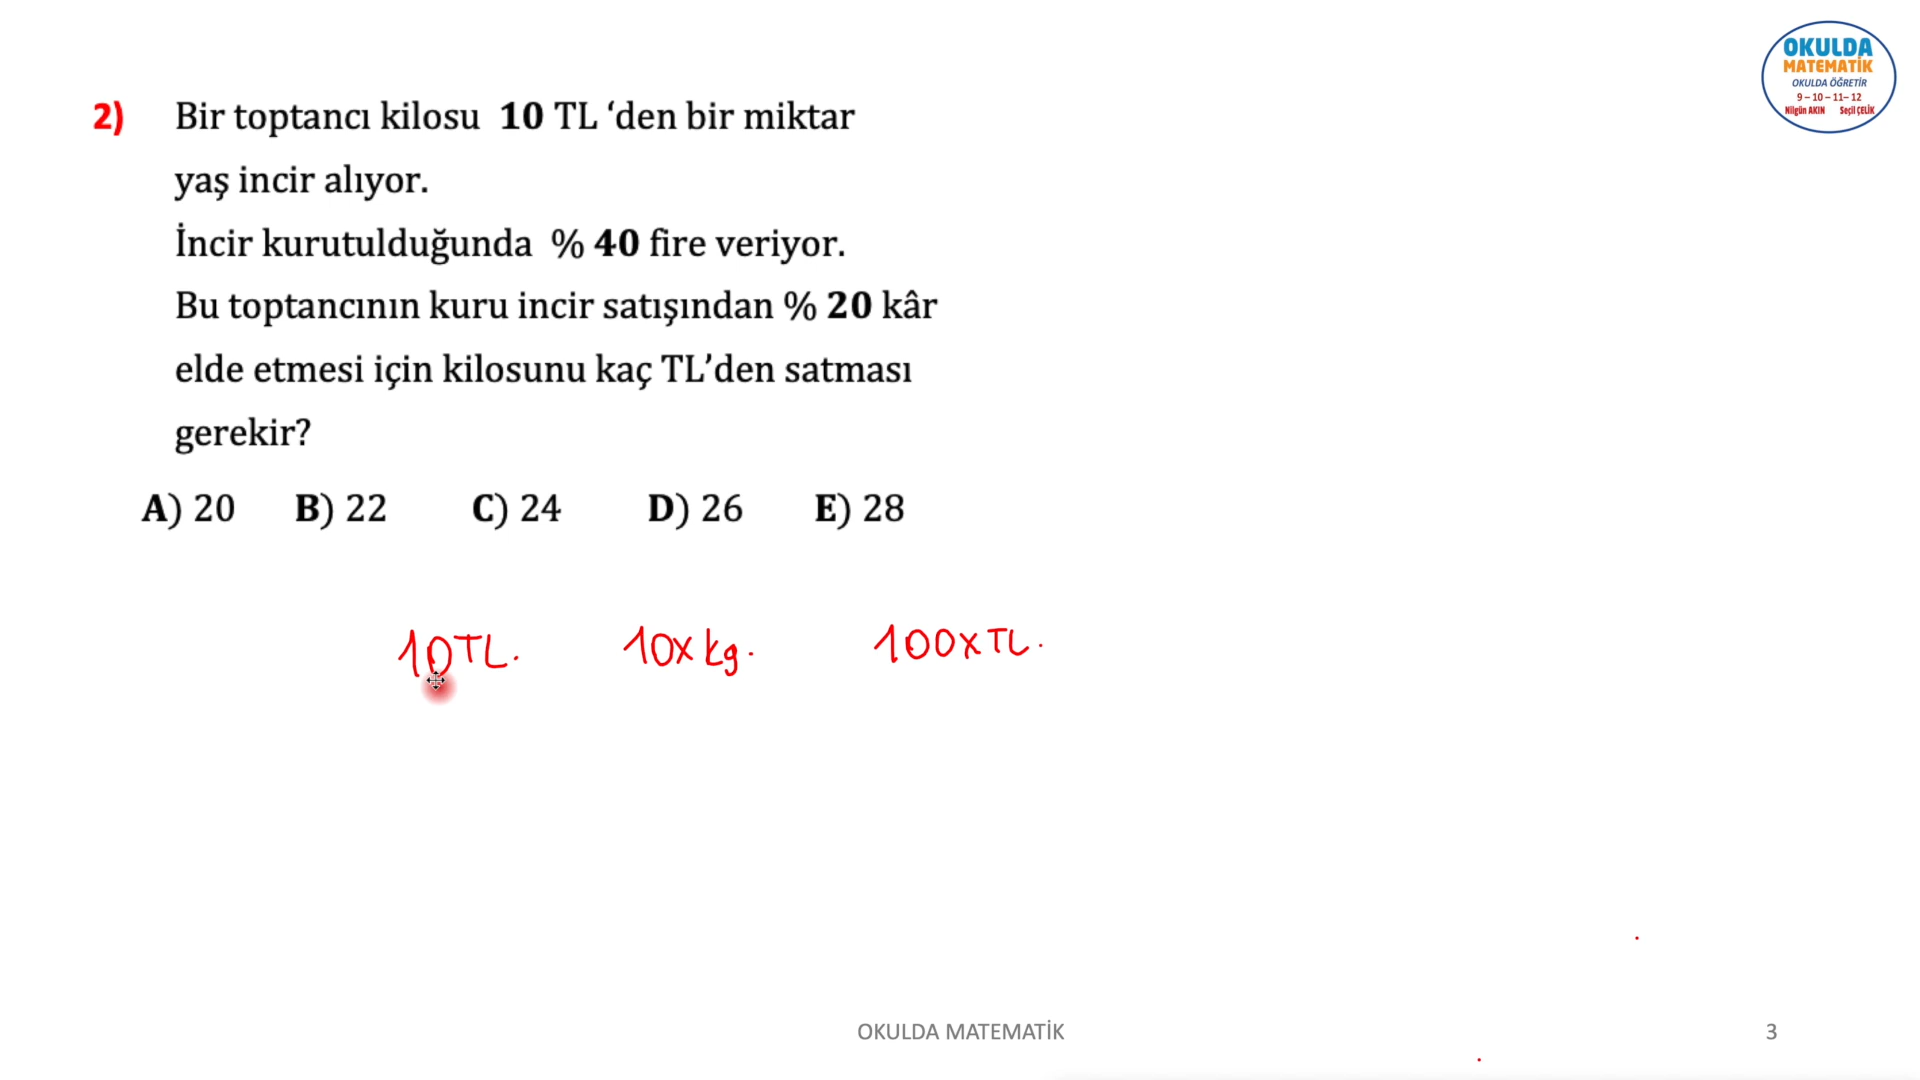 OKULDA
MATEMATİK
OKULDA ÖĞRETİR
9 – 10 – 11– 12
Nilgün AKIN Seçil ÇELİK
2) Bir toptancı kilosu 10 TL ‘den bir miktar
yaş incir alıyor.
İncir kurutulduğunda % 40 fire veriyor.
Bu toptancının kuru incir satışından % 20 kâr
elde etmesi için kilosunu kaç TL’den satması
gerekir?
A) 20 B) 22 C) 24 D) 26 E) 28
10TL. 10x kg. 100xTL.
OKULDA MATEMATİK 3